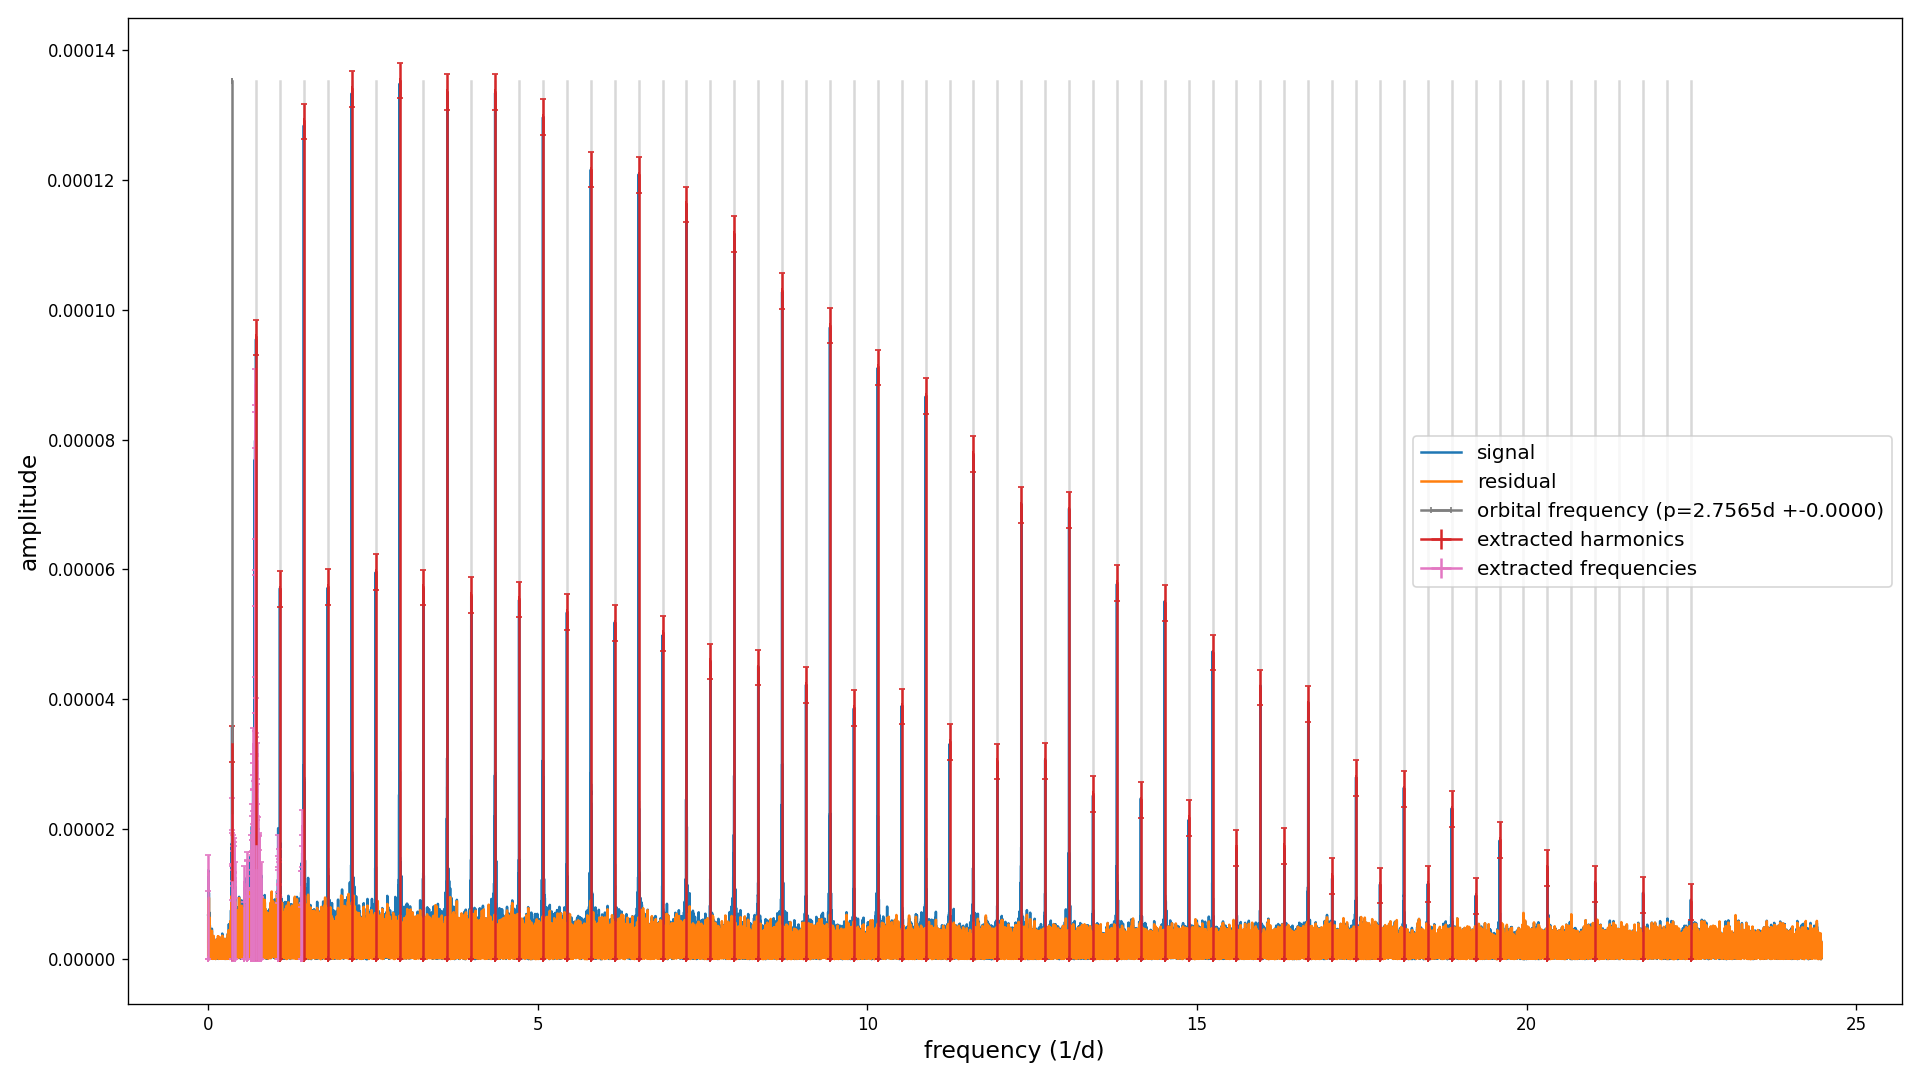 0.00014
0.00012
0.00010
0.00008
0.00006
0.00004
0.00002
0.00000
amplitude
signal
residual
orbital frequency (p=2.7565d +-0.0000)
extracted harmonics
extracted frequencies
0 5 10 15 20 25
frequency (1/d)